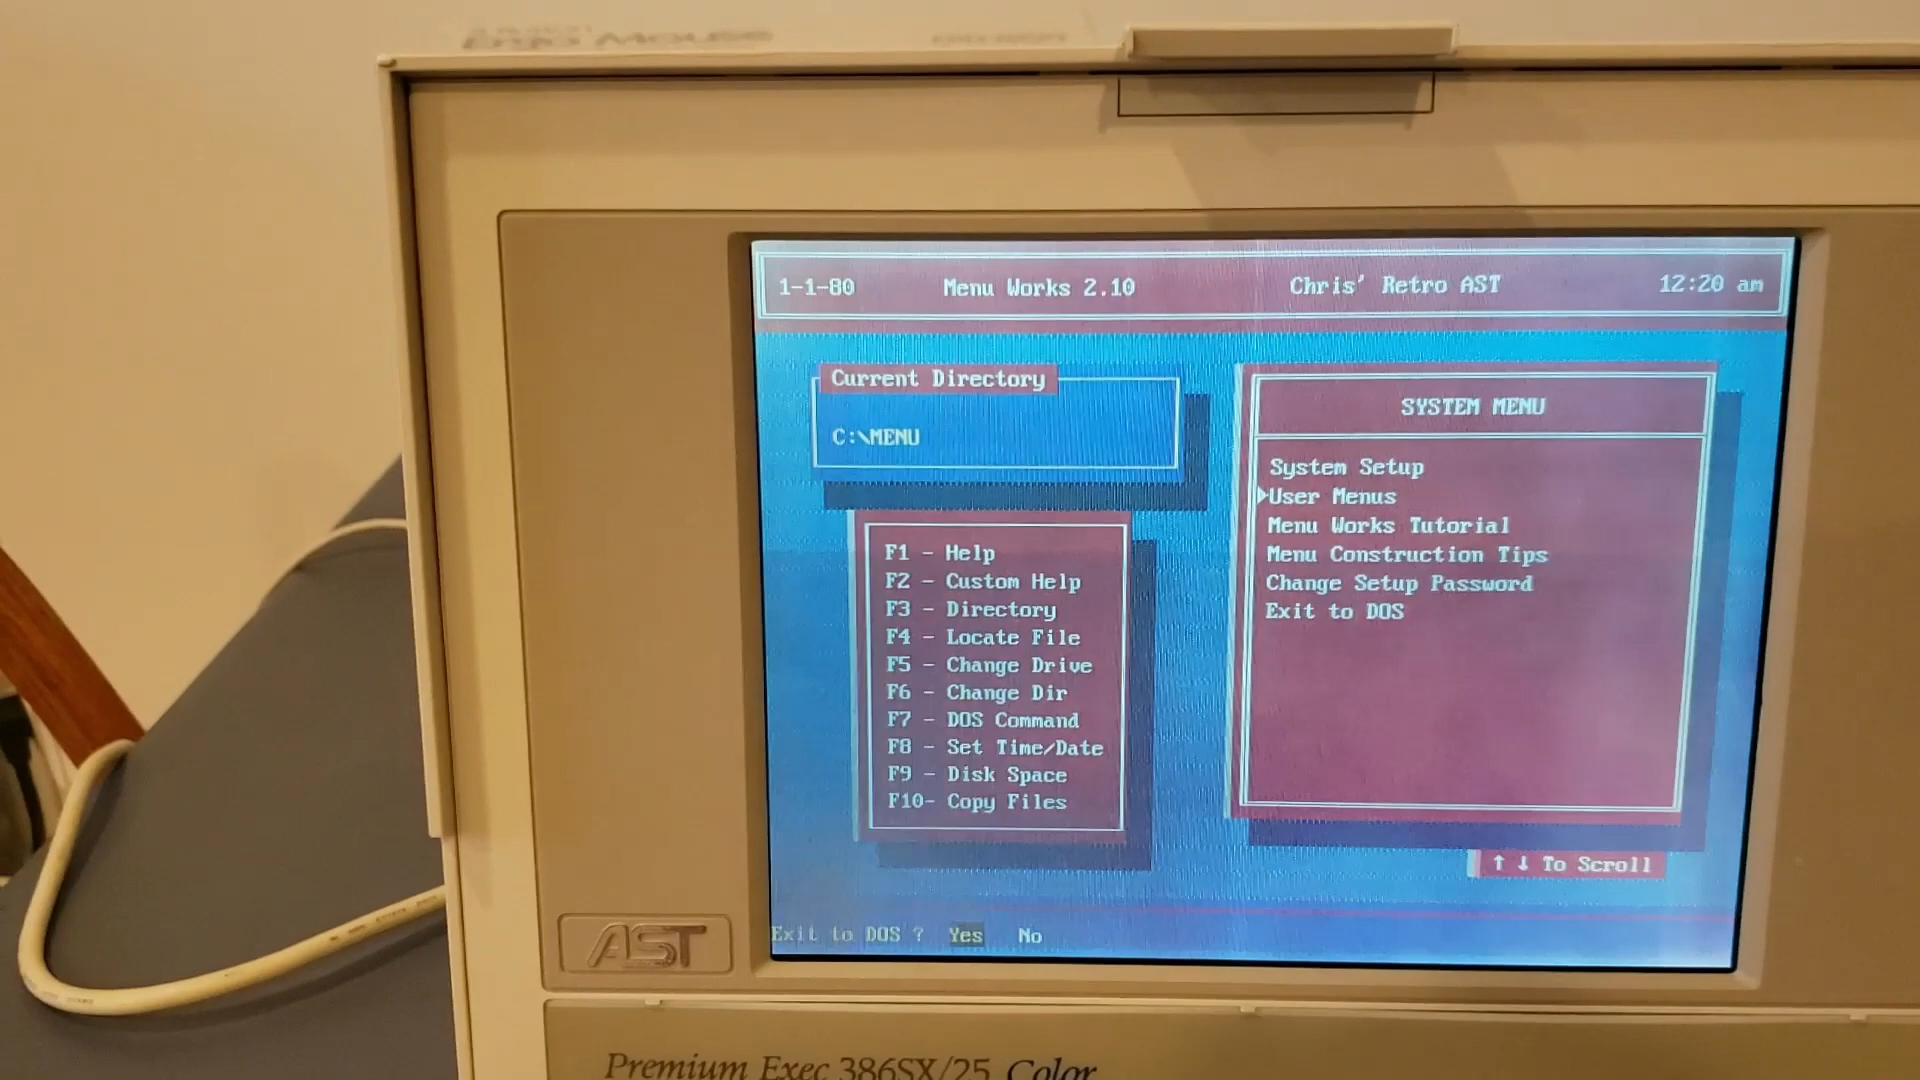 Ergo Mouse
1-1-80 Menu Works 2.10 Chris' Retro AST 12:20 am
Current Directory
C:\MENU
F1 - Help
F2 - Custom Help
F3 - Directory
F4 - Locate File
F5 - Change Drive
F6 - Change Dir
F7 - DOS Command
F8 - Set Time/Date
F9 - Disk Space
F10- Copy Files
SYSTEM MENU
System Setup
User Menus
Menu Works Tutorial
Menu Construction Tips
Change Setup Password
Exit to DOS
↑ ↓ To Scroll
Exit to DOS ? Yes No
AST
Premium Exec 386SX/25 Color